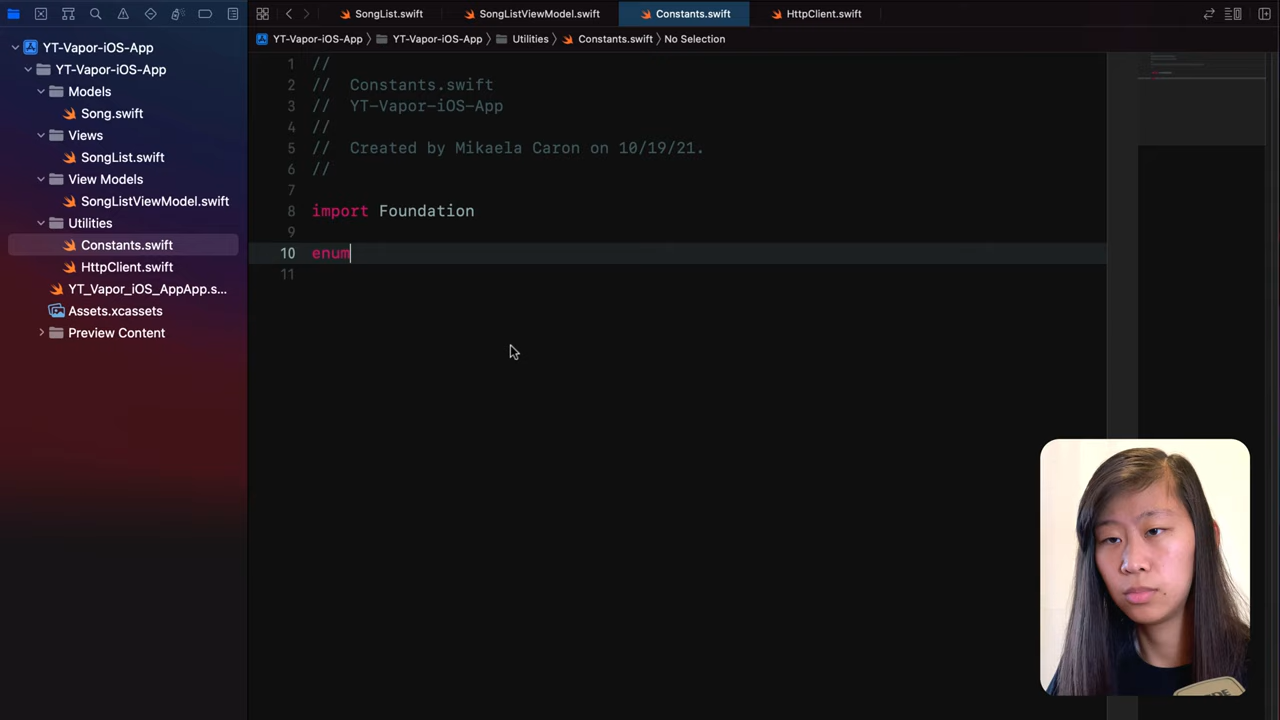 SongList.swift
SongListViewModel.swift
Constants.swift
HttpClient.swift
YT-Vapor-iOS-App
YT-Vapor-iOS-App
Utilities
Constants.swift
No Selection
YT-Vapor-iOS-App
YT-Vapor-iOS-App
Models
Song.swift
Views
SongList.swift
View Models
SongListViewModel.swift
Utilities
Constants.swift
HttpClient.swift
YT_Vapor_iOS_AppApp.s...
Assets.xcassets
Preview Content
1 //
2 // Constants.swift
3 // YT-Vapor-iOS-App
4 //
5 // Created by Mikaela Caron on 10/19/21.
6 //
7
8 import Foundation
9
10 enum
11